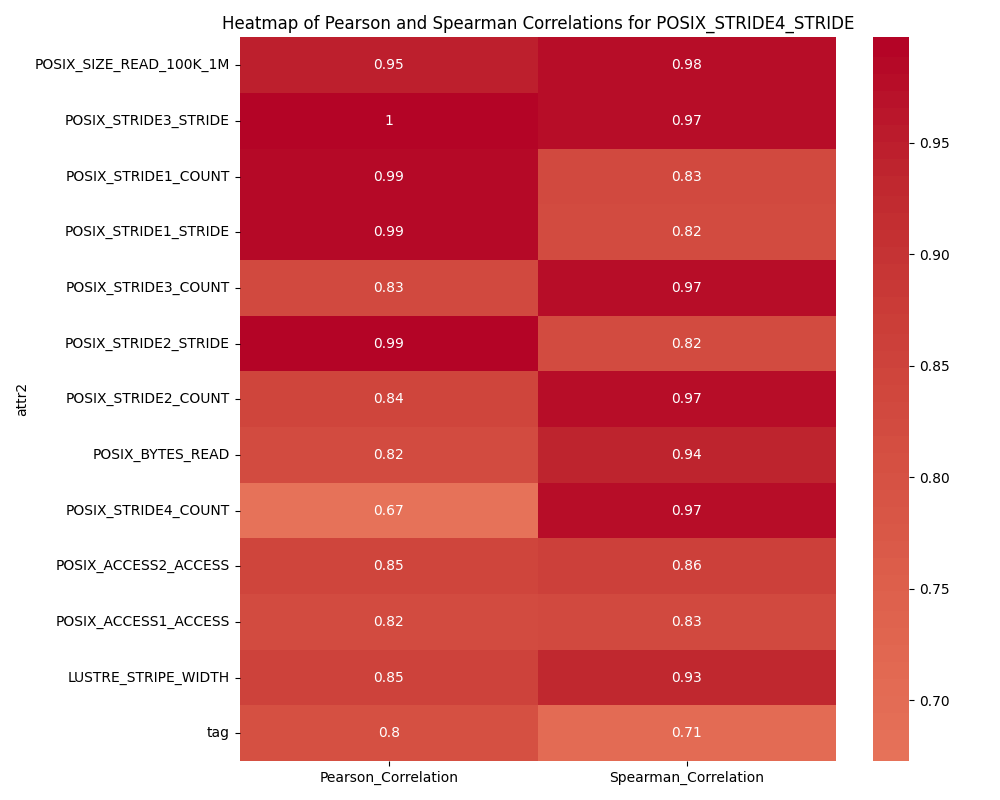 Heatmap of Pearson and Spearman Correlations for POSIX_STRIDE4_STRIDE
POSIX_SIZE_READ_100K_1M 0.95 0.98
POSIX_STRIDE3_STRIDE 1 0.97
POSIX_STRIDE1_COUNT 0.99 0.83
POSIX_STRIDE1_STRIDE 0.99 0.82
POSIX_STRIDE3_COUNT 0.83 0.97
POSIX_STRIDE2_STRIDE 0.99 0.82
POSIX_STRIDE2_COUNT 0.84 0.97
POSIX_BYTES_READ 0.82 0.94
POSIX_STRIDE4_COUNT 0.67 0.97
POSIX_ACCESS2_ACCESS 0.85 0.86
POSIX_ACCESS1_ACCESS 0.82 0.83
LUSTRE_STRIPE_WIDTH 0.85 0.93
tag 0.8 0.71
attr2
Pearson_Correlation Spearman_Correlation
0.95
0.90
0.85
0.80
0.75
0.70